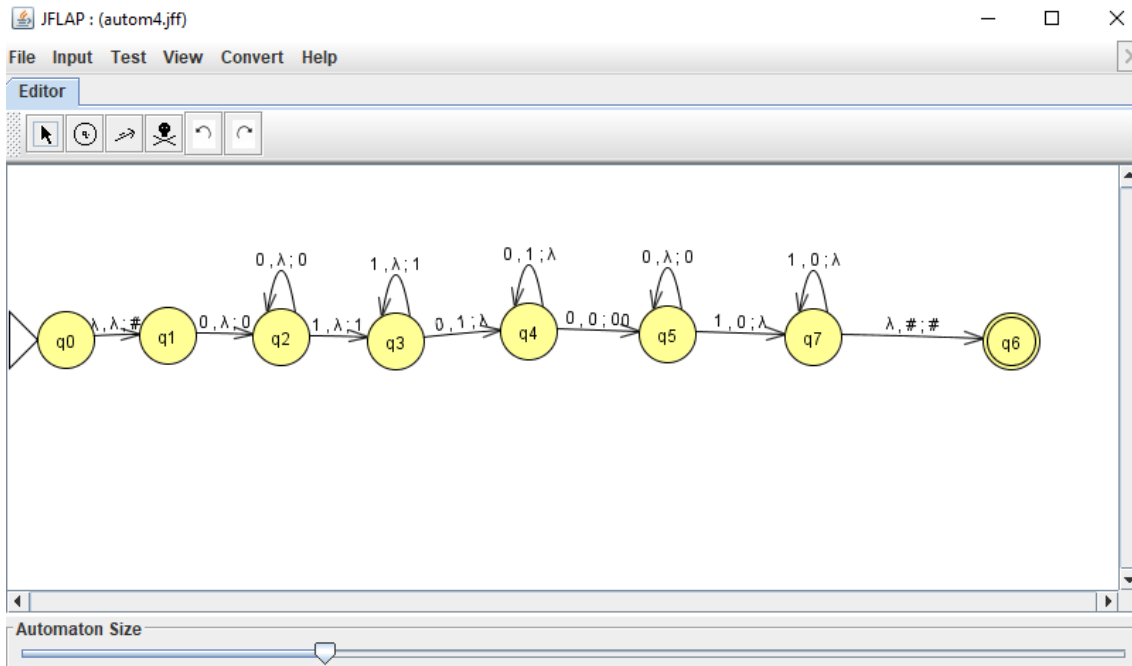 JFLAP : (autom4.jff)
File Input Test View Convert Help
Editor
0 , λ ; 0 1 , λ ; 1 0 , 1 ; λ 0 , λ ; 0 1 , 0 ; λ
λ , λ ; # 0 , λ ; 0 1 , λ ; 1 0 , 1 ; λ 0 , 0 ; 00 1 , 0 ; λ λ , # ; #
q0 q1 q2 q3 q4 q5 q7 q6
Automaton Size